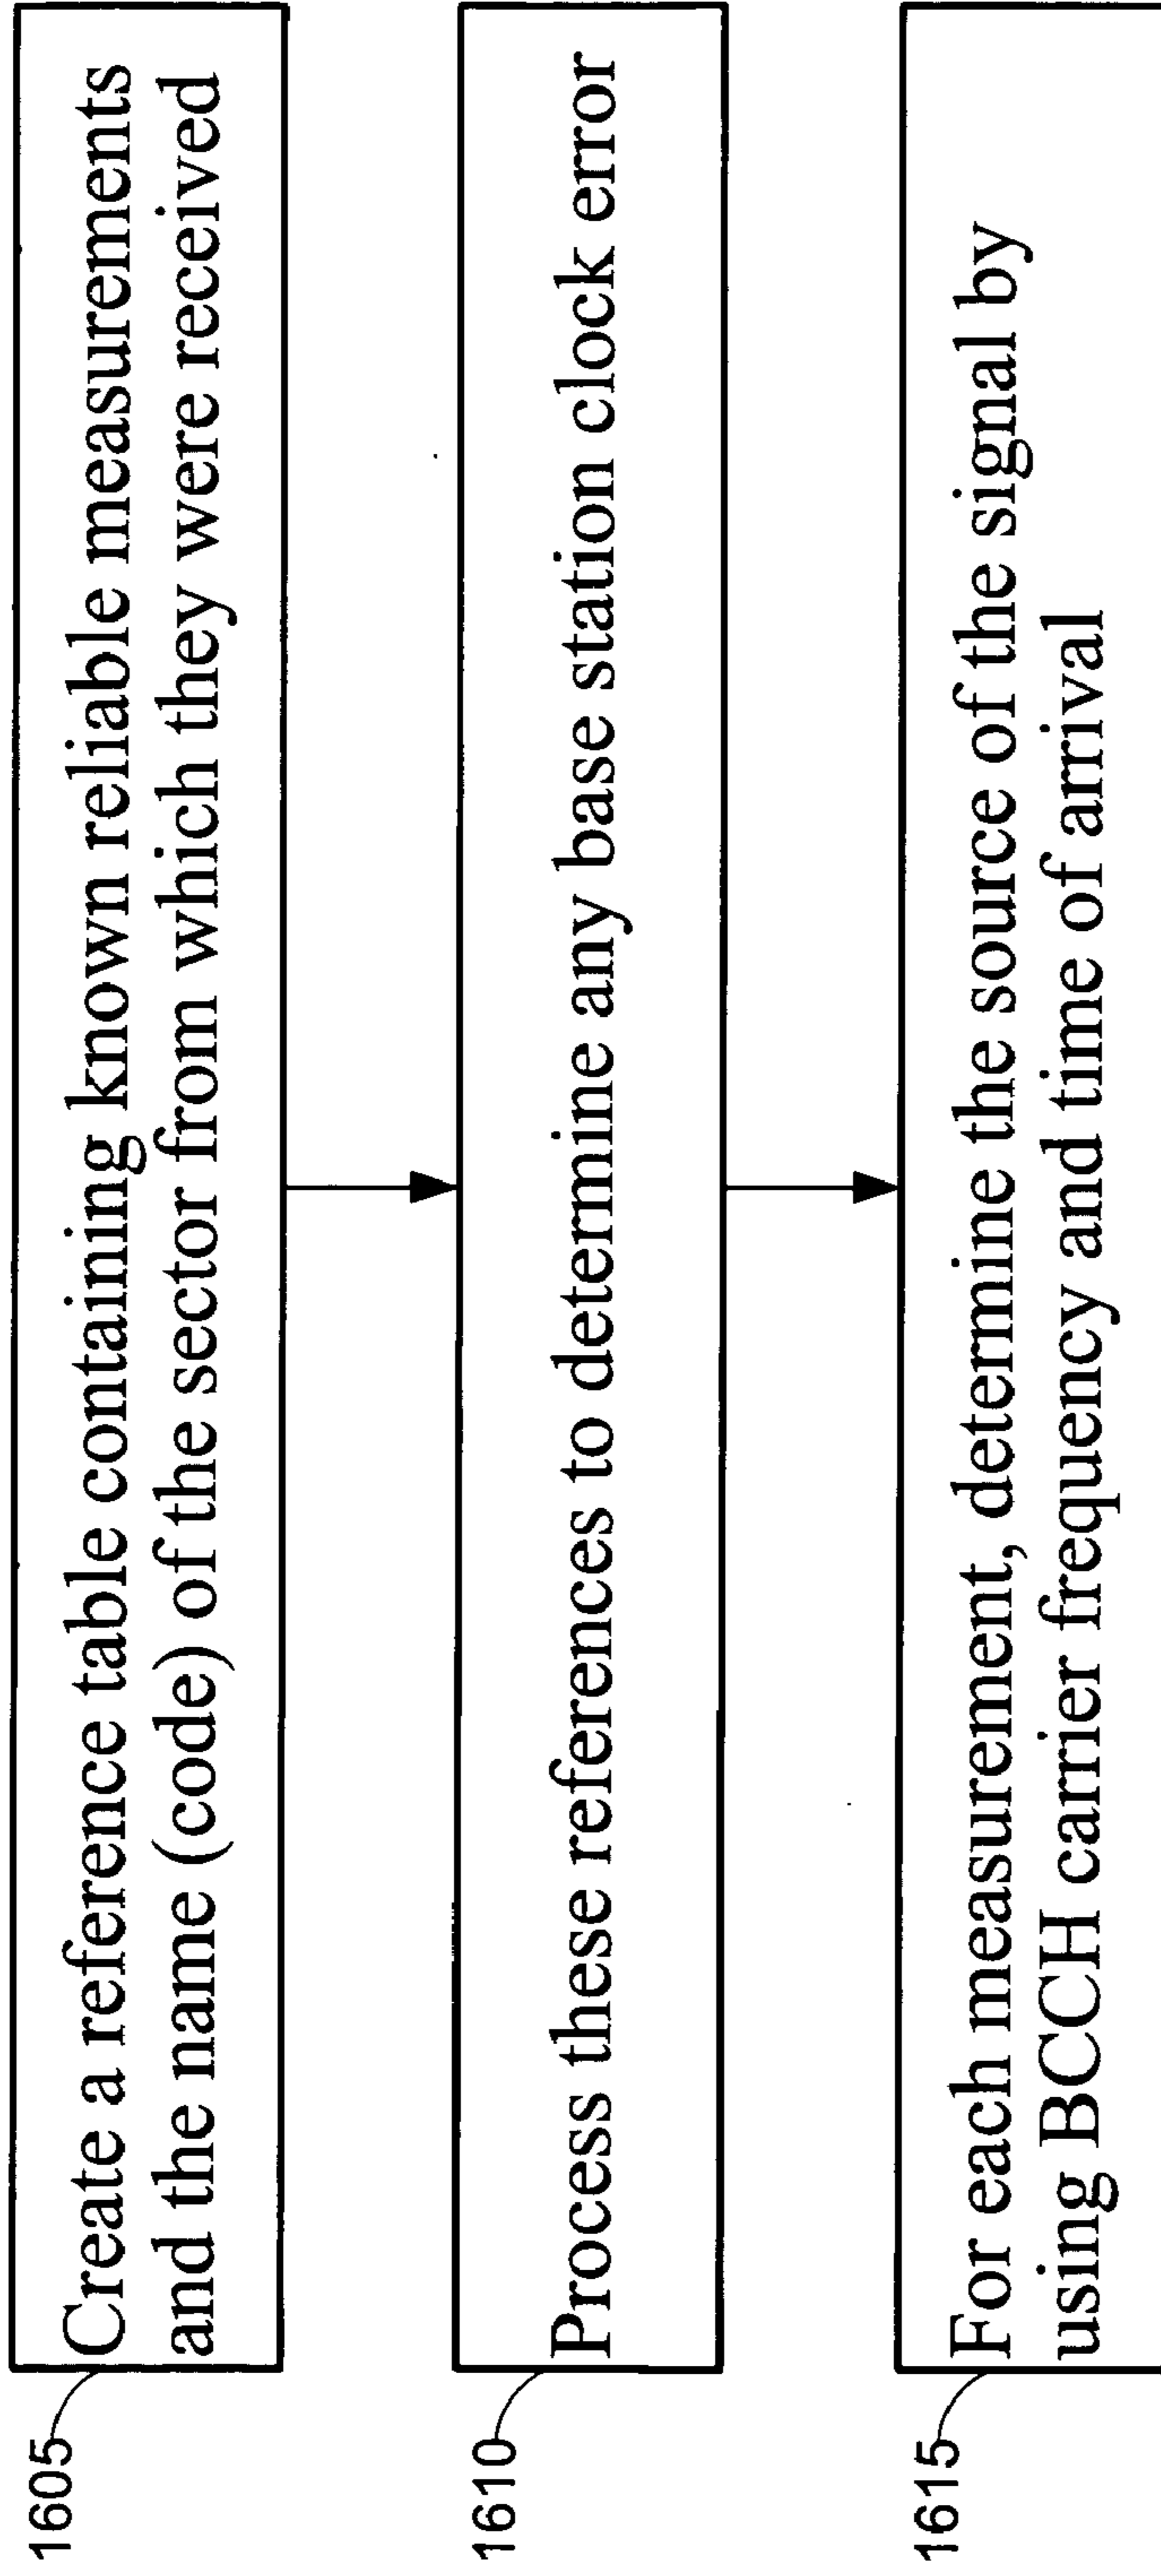 1605
Create a reference table containing known reliable measurements
and the name (code) of the sector from which they were received
1610
Process these references to determine any base station clock error
1615
For each measurement, determine the source of the signal by
using BCCH carrier frequency and time of arrival